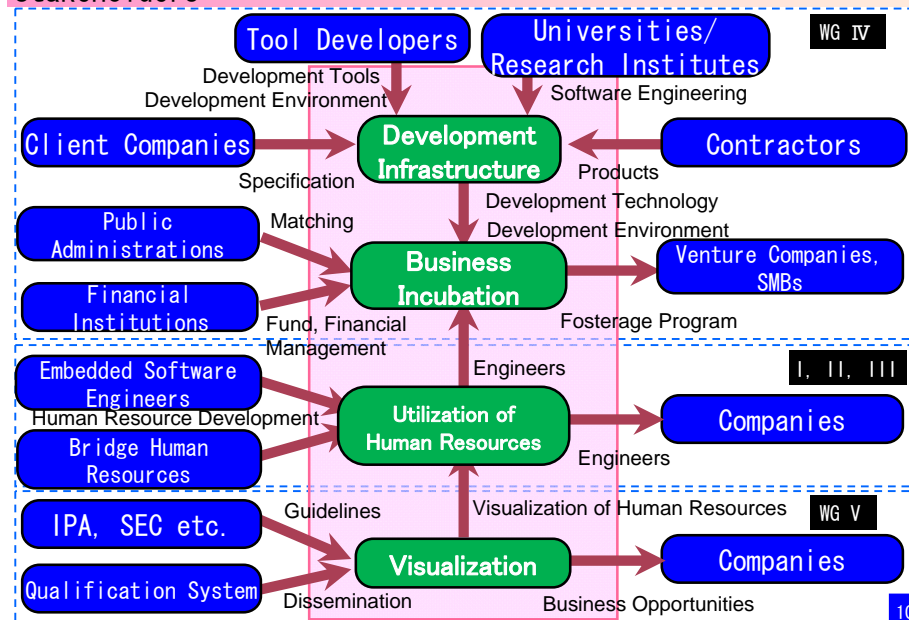 Tool Developers
Universities/
Research Institutes
WG Ⅳ
Development Tools
Development Environment
Software Engineering
Client Companies
Development
Infrastructure
Contractors
Specification
Products
Public
Administrations
Matching
Development Technology
Development Environment
Business
Incubation
Venture Companies,
SMBs
Financial
Institutions
Fund, Financial
Management
Fosterage Program
Embedded Software
Engineers
Engineers
I, II, III
Human Resource Development
Utilization of
Human Resources
Companies
Bridge Human
Resources
Engineers
IPA, SEC etc.
Guidelines
Visualization of Human Resources
WG V
Visualization
Companies
Qualification System
Dissemination
Business Opportunities
10